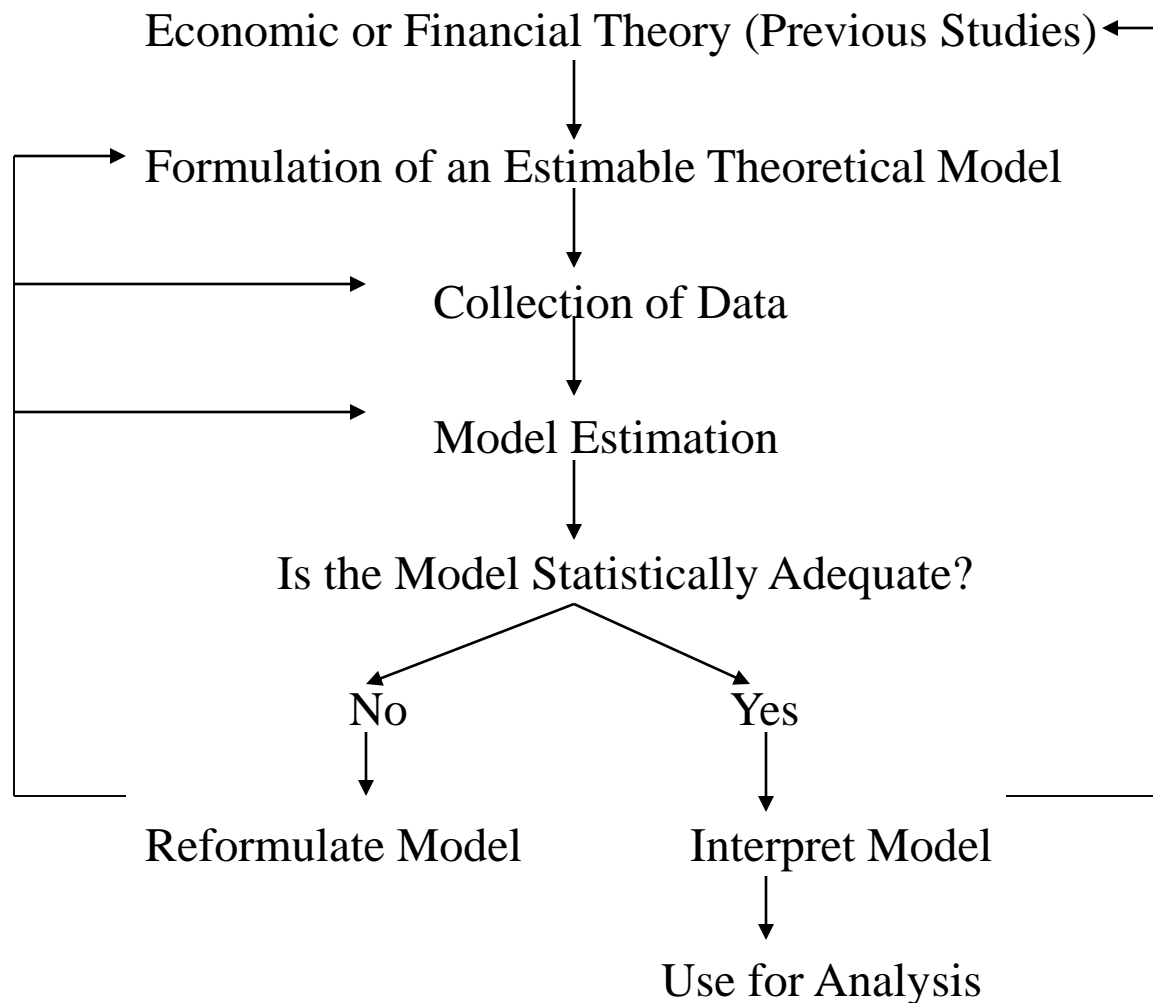 Economic or Financial Theory (Previous Studies)
Formulation of an Estimable Theoretical Model
Collection of Data
Model Estimation
Is the Model Statistically Adequate?
No
Yes
Reformulate Model
Interpret Model
Use for Analysis